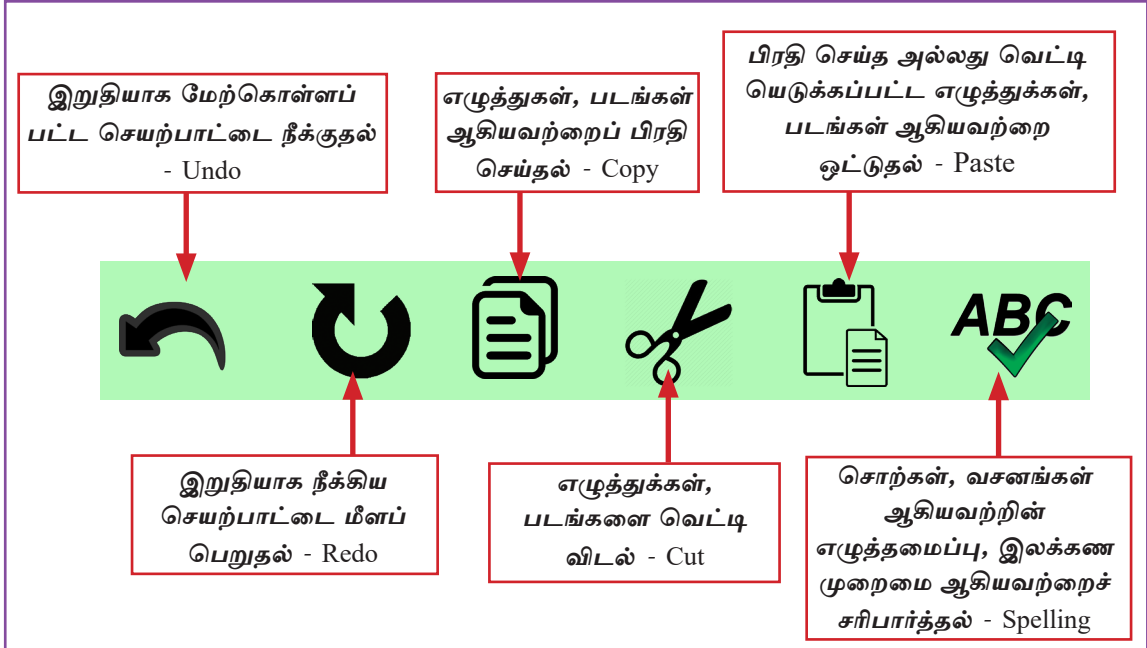 இறுதியாக மேற்கொள்ளப்
பட்ட செயற்பாட்டை நீக்குதல்
- Undo
எழுத்துகள், படங்கள்
ஆகியவற்றைப் பிரதி
செய்தல் - Copy
பிரதி செய்த அல்லது வெட்டி
யெடுக்கப்பட்ட எழுத்துக்கள்,
படங்கள் ஆகியவற்றை
ஒட்டுதல் - Paste
ABC
இறுதியாக நீக்கிய
செயற்பாட்டை மீளப்
பெறுதல் - Redo
எழுத்துக்கள்,
படங்களை வெட்டி
விடல் - Cut
சொற்கள், வசனங்கள்
ஆகியவற்றின்
எழுத்தமைப்பு, இலக்கண
முறைமை ஆகியவற்றைச்
சரிபார்த்தல் - Spelling